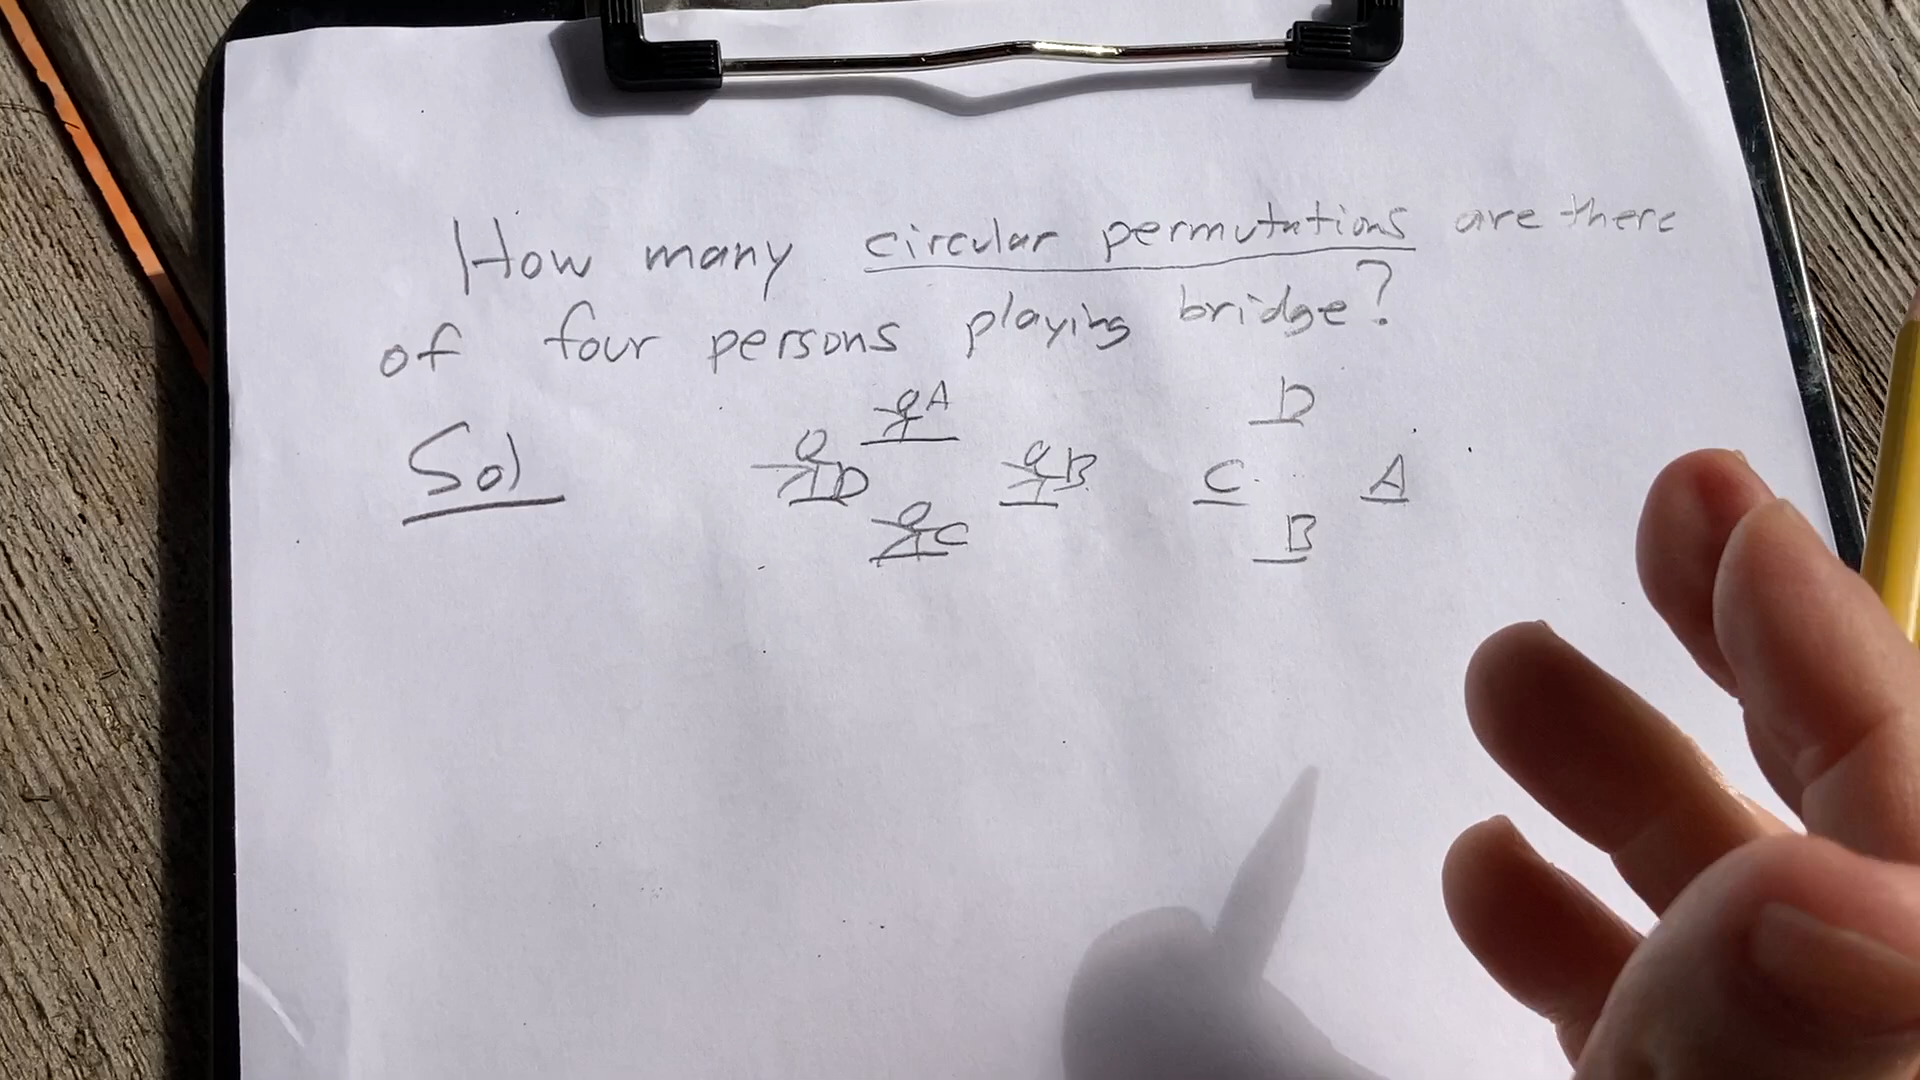 How many circular permutations are there
of four persons playing bridge?
Sol
A
D B
C
D
C A
B